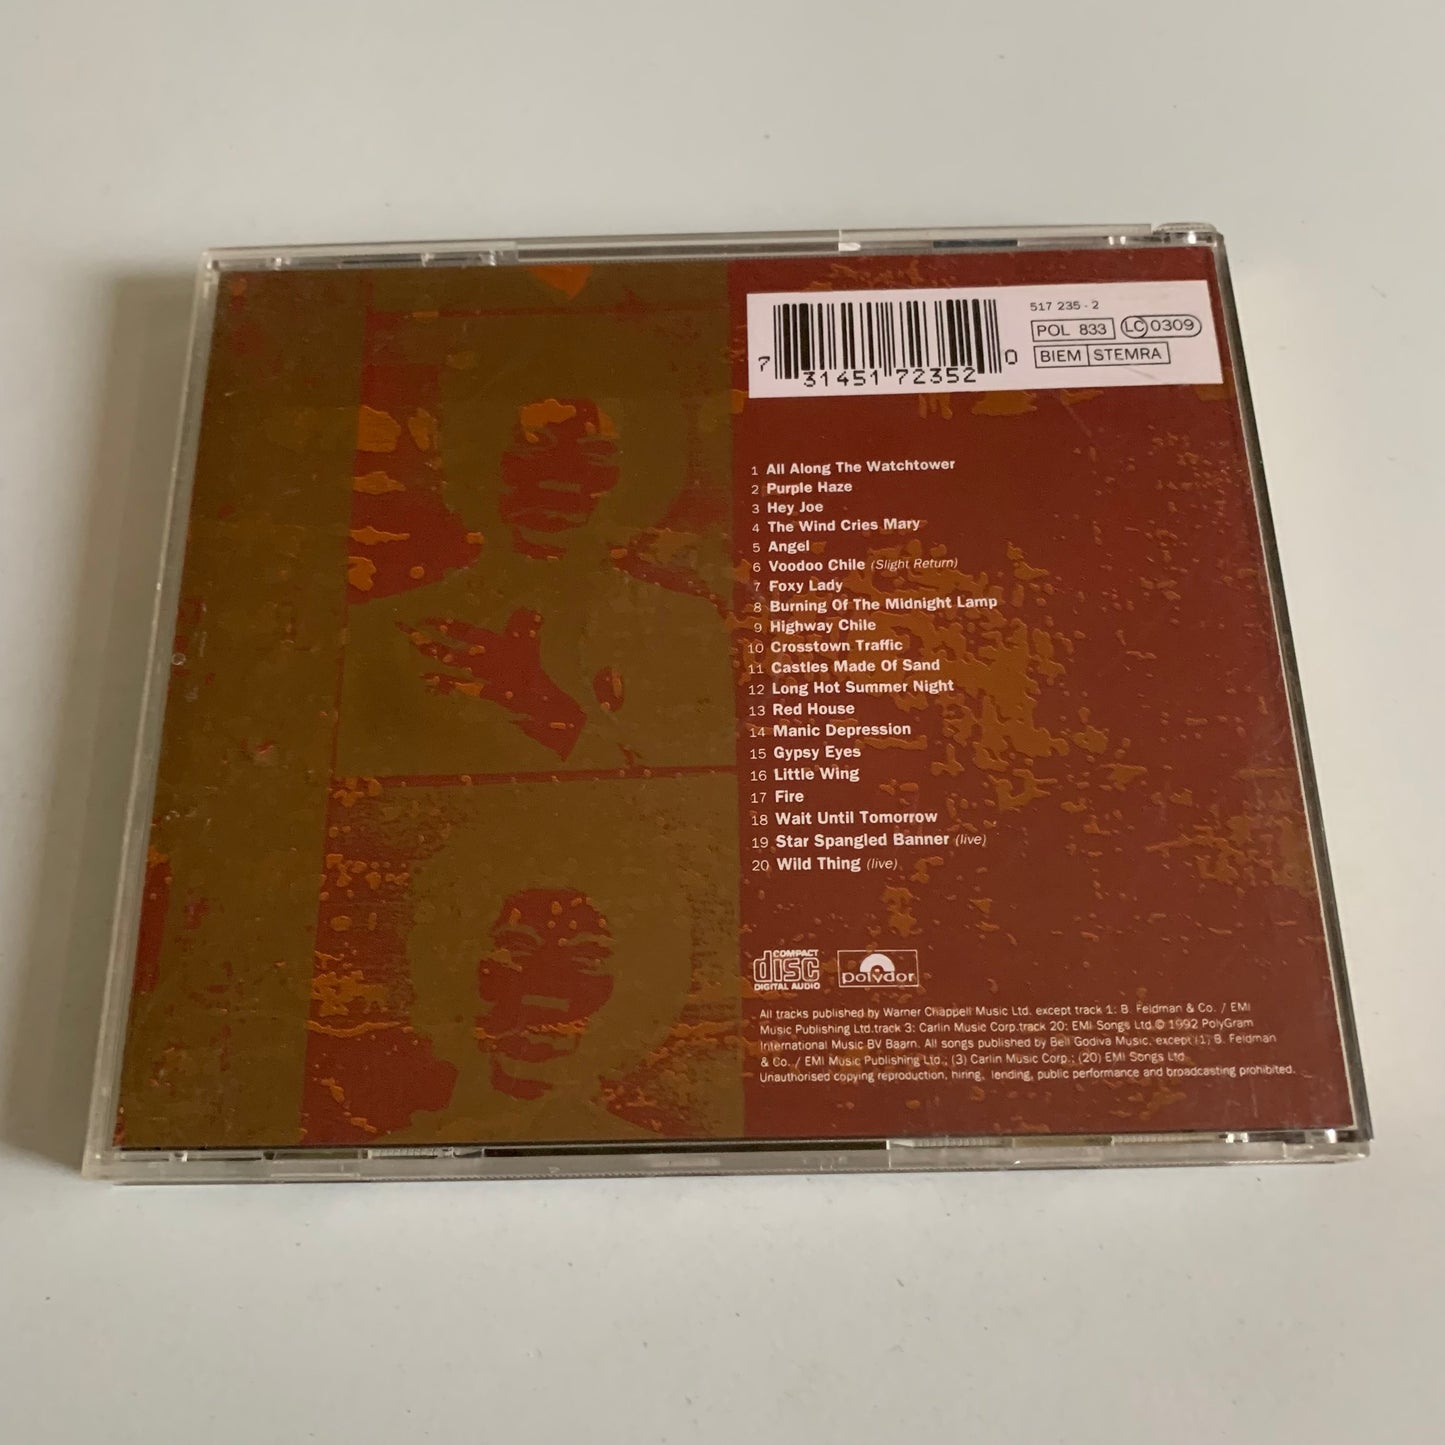 517 235 - 2
POL 833 LC 0309
BIEM STEMRA
7 31451 72352 0
1 All Along The Watchtower
2 Purple Haze
3 Hey Joe
4 The Wind Cries Mary
5 Angel
6 Voodoo Chile (Slight Return)
7 Foxy Lady
8 Burning Of The Midnight Lamp
9 Highway Chile
10 Crosstown Traffic
11 Castles Made Of Sand
12 Long Hot Summer Night
13 Red House
14 Manic Depression
15 Gypsy Eyes
16 Little Wing
17 Fire
18 Wait Until Tomorrow
19 Star Spangled Banner (live)
20 Wild Thing (live)
COMPACT
disc
DIGITAL AUDIO
polydor
All tracks published by Warner Chappell Music Ltd. except track 1: B. Feldman & Co. / EMI
Music Publishing Ltd.track 3: Carlin Music Corp.track 20: EMI Songs Ltd.© 1992 PolyGram
International Music BV Baarn. All songs published by Bell Godiva Music, except (1) B. Feldman
& Co. / EMI Music Publishing Ltd.; (3) Carlin Music Corp.; (20) EMI Songs Ltd.
Unauthorised copying reproduction, hiring, lending, public performance and broadcasting prohibited.